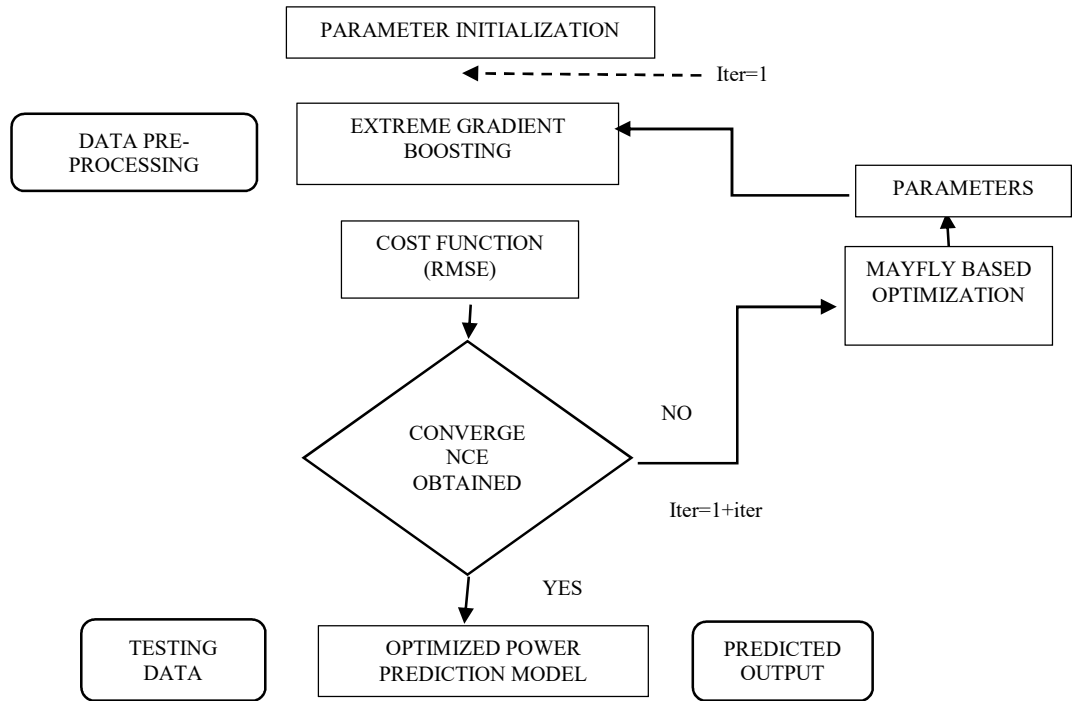 PARAMETER INITIALIZATION
Iter=1
EXTREME GRADIENT
BOOSTING
DATA PRE-
PROCESSING
PARAMETERS
COST FUNCTION
(RMSE)
MAYFLY BASED
OPTIMIZATION
NO
CONVERGE
NCE
OBTAINED
Iter=1+iter
YES
TESTING
DATA
OPTIMIZED POWER
PREDICTION MODEL
PREDICTED
OUTPUT